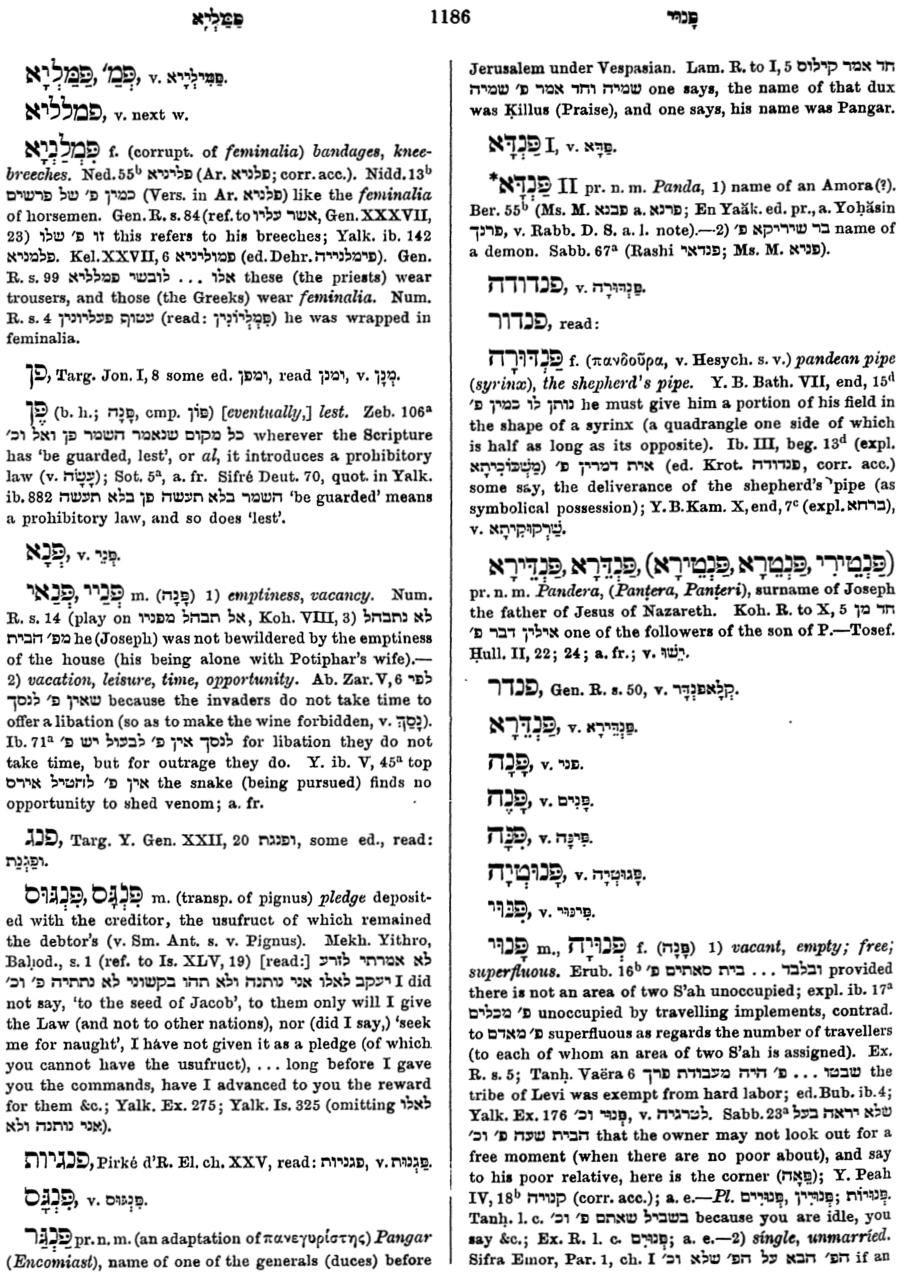 פַּמַּלְיָא 1186 פָּנוּי
פַּמַּלְיָא, פַּמ׳, פְּמ׳, v. פַּמִּילְיָיא.
פמלליא, v. next w.
פִּמְלַנְיָא f. (corrupt. of feminalia) bandages, knee-
breeches. Ned. 55ᵇ פליניא (Ar. פלניא; corr. acc.). Nidd. 13ᵇ
כמין פ׳ של פרשים (Vers. in Ar. פלניא) like the feminalia
of horsemen. Gen. R. s. 84 (ref. to אשר עליו, Gen. XXXVII,
23) זו פ׳ שלו this refers to his breeches; Yalk. ib. 142
פלמניא. Kel. XXVII, 6 פמולוניא (ed. Dehr. פימלנייה). Gen.
R. s. 99 אלו ... לובשי פמלליא these (the priests) wear
trousers, and those (the Greeks) wear feminalia. Num.
R. s. 4 עטוף פעליונין (read: פִּמַלְיוֹנִין) he was wrapped in
feminalia.
פן, Targ. Jon. I, 8 some ed. ומפן, read ומנן, v. מְנָן.
פֶּן (b. h.; פָּנָה, cmp. פּוּן) [eventually,] lest. Zeb. 106ᵃ
כל מקום שנאמר השמר פן ואל וכ׳ wherever the Scripture
has ‘be guarded, lest’, or al, it introduces a prohibitory
law (v. עֲשֵׂה); Sot. 5ᵃ, a. fr. Sifré Deut. 70, quot. in Yalk.
ib. 882 השמר בלא תעשה פן בלא תעשה ‘be guarded’ means
a prohibitory law, and so does ‘lest’.
פְּנָא, v. פְּנֵי.
פְּנַיי, פְּנַאי m. (פָּנָה) 1) emptiness, vacancy. Num.
R. s. 14 (play on אל תבהל מפניו, Koh. VIII, 3) לא נתבהל
מפ׳ הבית he (Joseph) was not bewildered by the emptiness
of the house (his being alone with Potiphar's wife).—
2) vacation, leisure, time, opportunity. Ab. Zar. V, 6 לפי
שאין פ׳ לנסך because the invaders do not take time to
offer a libation (so as to make the wine forbidden, v. נֶסֶךְ).
Ib. 71ᵃ לנסך אין פ׳ לבעול יש פ׳ for libation they do not
take time, but for outrage they do. Y. ib. V, 45ᵃ top
אין פ׳ להטיל אירס the snake (being pursued) finds no
opportunity to shed venom; a. fr.
פנג, Targ. Y. Gen. XXII, 20 ופנגת, some ed., read:
וּפַגְנַת.
פִּנְגָּס, פִּנְגּוּס m. (transp. of pignus) pledge deposit-
ed with the creditor, the usufruct of which remained
the debtor's (v. Sm. Ant. s. v. Pignus). Mekh. Yithro,
Baḥod., s. 1 (ref. to Is. XLV, 19) [read:] לא אמרתי לזרע
יעקב לאלו אני נותנה ולא תהו בקשוני לא נתתיה פ׳ וכ׳ I did
not say, ‘to the seed of Jacob’, to them only will I give
the Law (and not to other nations), nor (did I say,) ‘seek
me for naught’, I have not given it as a pledge (of which
you cannot have the usufruct), ... long before I gave
you the commands, have I advanced to you the reward
for them &c.; Yalk. Ex. 275; Yalk. Is. 325 (omitting לאלו
אני נותנה ולא).
פנגיות, Pirké d'R. El. ch. XXV, read: פגניות, v. פַּגְנוּת.
פִּנְגָּס, v. פִּנְגּוּס.
פַּנְגָּר pr. n. m. (an adaptation of πανεγυρίστης) Pangar
(Encomiast), name of one of the generals (duces) before
Jerusalem under Vespasian. Lam. R. to I, 5 חד אמר קילוס
שמיה וחד אמר פ׳ שמיה one says, the name of that dux
was Ḳillus (Praise), and one says, his name was Pangar.
פַּנְדָּא I, v. פַּדָּא.
*פַּנְדָּא II pr. n. m. Panda, 1) name of an Amora(?).
Ber. 55ᵇ (Ms. M. פבנא a. פרנא; En Yaăk. ed. pr., a. Yoḥăsin
פרנך, v. Rabb. D. S. a. l. note).—2) בר שיריקא פ׳ name of
a demon. Sabb. 67ᵃ (Rashi פנדאי; Ms. M. פניא).
פנדודה, v. פַּנְדּוּרָה.
פנדור, read:
פַּנְדּוּרָה f. (πανδοῦρα, v. Hesych. s. v.) pandean pipe
(syrinx), the shepherd's pipe. Y. B. Bath. VII, end, 15ᵈ
נותן לו כמין פ׳ he must give him a portion of his field in
the shape of a syrinx (a quadrangle one side of which
is half as long as its opposite). Ib. III, beg. 13ᵈ (expl.
מַשְׁכּוֹכִיתָא) אית דמרין פ׳ (ed. Krot. פנדודה, corr. acc.)
some say, the deliverance of the shepherd's pipe (as
symbolical possession); Y. B. Kam. X, end, 7ᶜ (expl. ברחא),
v. שַׁרְקוּקִיתָא.
פַּנְדֵּירָא, פַּנְדֵּרָא, (פַּנְטֵירָא, פַּנְטֵרָא, פַּנְטֵירִי)
pr. n. m. Pandera, (Panṭera, Panṭeri), surname of Joseph
the father of Jesus of Nazareth. Koh. R. to X, 5 חד מן
אילין דבר פ׳ one of the followers of the son of P.—Tosef.
Ḥull. II, 22; 24; a. fr.; v. יֵשׁוּ.
פנדר, Gen. R. s. 50, v. קְלָאפַנְדָּר.
פַּנְדֵּרָא, v. פַּנְדֵּירָא.
פָּנָה, v. פני.
פָּנֶה, v. פָּנִים.
פִּנָּה, v. פִּינָּה.
פָּנוּטְיָה, v. פָּגוּטְיָה.
פִּנּוּי, v. פִּינּוּי.
פָּנוּי m., פְּנוּיָה f. (פָּנָה) 1) vacant, empty; free;
superfluous. Erub. 16ᵇ ובלבד ... בית סאתים פ׳ provided
there is not an area of two S'ah unoccupied; expl. ib. 17ᵃ
פ׳ מכלים unoccupied by travelling implements, contrad.
to פ׳ מאדם superfluous as regards the number of travellers
(to each of whom an area of two S'ah is assigned). Ex.
R. s. 5; Tanḥ. Vaëra 6 שבטו ... פ׳ היה מעבודת פרך the
tribe of Levi was exempt from hard labor; ed. Bub. ib. 4;
Yalk. Ex. 176 פָּנוּי וכ׳, v. לטרגיה. Sabb. 23ᵃ שלא יראה בעל
הבית שעה פ׳ וכ׳ that the owner may not look out for a
free moment (when there are no poor about), and say
to his poor relative, here is the corner (פֵּאָה); Y. Peah
IV, 18ᵇ קנויה (corr. acc.); a. e.—Pl. פְּנוּיִים, פְּנוּיִין; פְּנוּיוֹת.
Tanḥ. l. c. בשביל שאתם פ׳ וכ׳ because you are idle, you
say &c.; Ex. R. l. c. פְּנוּיִם; a. e.—2) single, unmarried.
Sifra Emor, Par. 1, ch. I הפ׳ הבא על הפ׳ שלא וכ׳ if an